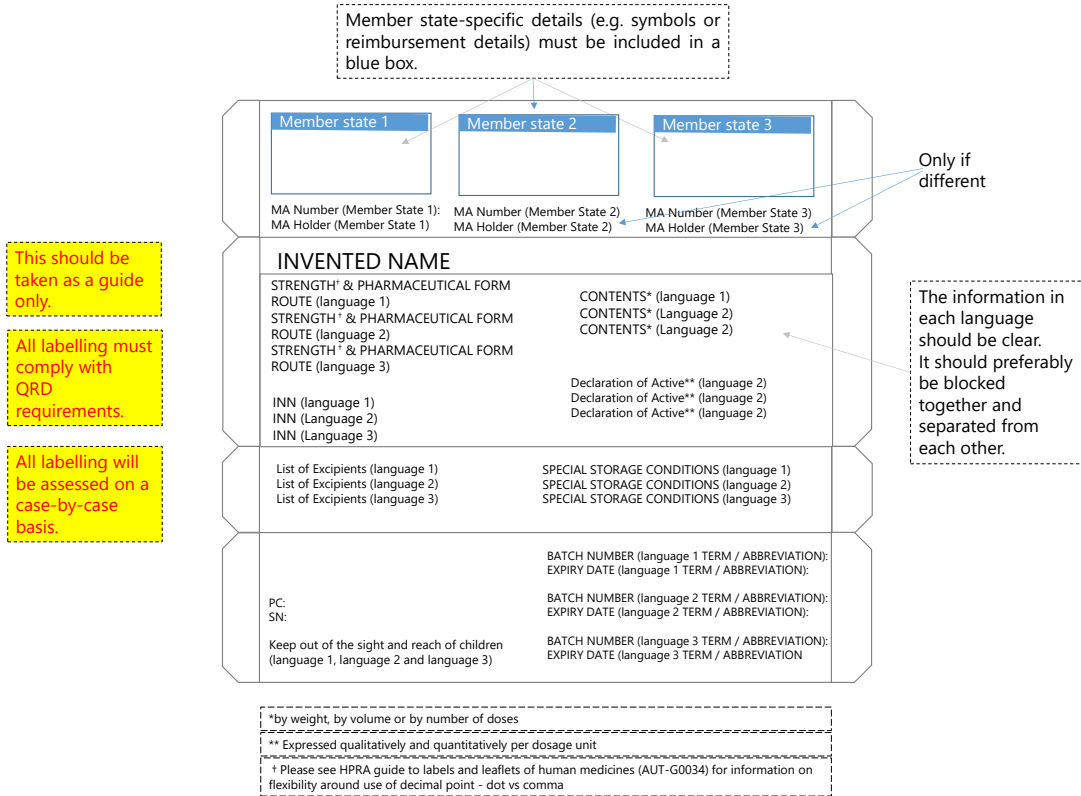 Member state-specific details (e.g. symbols or
reimbursement details) must be included in a
blue box.
Member state 1
Member state 2
Member state 3
Only if
different
MA Number (Member State 1):
MA Holder (Member State 1)
MA Number (Member State 2)
MA Holder (Member State 2)
MA Number (Member State 3)
MA Holder (Member State 3)
This should be
taken as a guide
only.
All labelling must
comply with
QRD
requirements.
All labelling will
be assessed on a
case-by-case
basis.
INVENTED NAME
STRENGTH† & PHARMACEUTICAL FORM
ROUTE (language 1)
STRENGTH† & PHARMACEUTICAL FORM
ROUTE (language 2)
STRENGTH† & PHARMACEUTICAL FORM
ROUTE (language 3)
INN (language 1)
INN (Language 2)
INN (Language 3)
CONTENTS* (language 1)
CONTENTS* (Language 2)
CONTENTS* (Language 2)
Declaration of Active** (language 2)
Declaration of Active** (language 2)
Declaration of Active** (language 2)
The information in
each language
should be clear.
It should preferably
be blocked
together and
separated from
each other.
List of Excipients (language 1)
List of Excipients (language 2)
List of Excipients (language 3)
SPECIAL STORAGE CONDITIONS (language 1)
SPECIAL STORAGE CONDITIONS (language 2)
SPECIAL STORAGE CONDITIONS (language 3)
PC:
SN:
Keep out of the sight and reach of children
(language 1, language 2 and language 3)
BATCH NUMBER (language 1 TERM / ABBREVIATION):
EXPIRY DATE (language 1 TERM / ABBREVIATION):
BATCH NUMBER (language 2 TERM / ABBREVIATION):
EXPIRY DATE (language 2 TERM / ABBREVIATION):
BATCH NUMBER (language 3 TERM / ABBREVIATION):
EXPIRY DATE (language 3 TERM / ABBREVIATION
*by weight, by volume or by number of doses
** Expressed qualitatively and quantitatively per dosage unit
† Please see HPRA guide to labels and leaflets of human medicines (AUT-G0034) for information on
flexibility around use of decimal point - dot vs comma